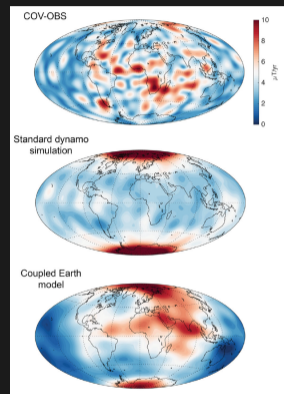 COV-OBS
10
8
6
4
2
0
μT/yr
Standard dynamo
simulation
Coupled Earth
model